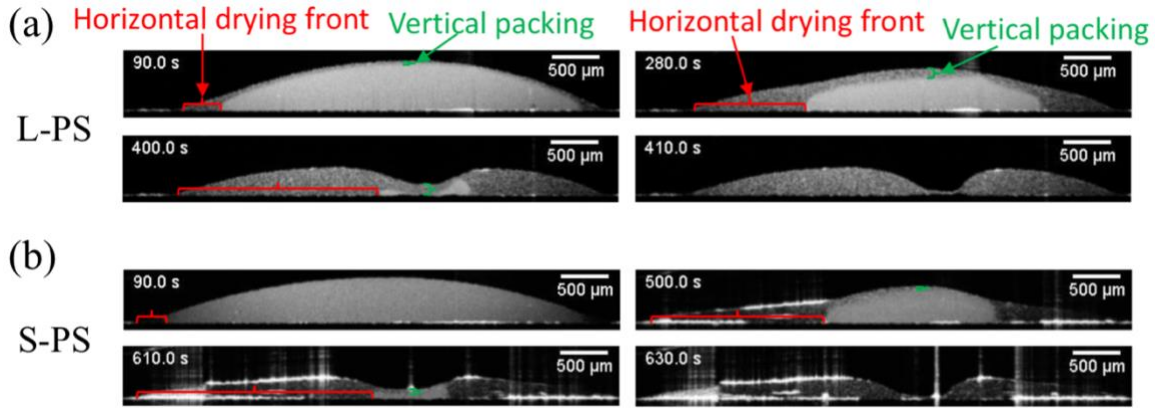 (a)
Horizontal drying front
Vertical packing
Horizontal drying front
Vertical packing
L-PS
90.0 s
500 μm
280.0 s
500 μm
400.0 s
500 μm
410.0 s
500 μm
(b)
S-PS
90.0 s
500 μm
500.0 s
500 μm
610.0 s
500 μm
630.0 s
500 μm